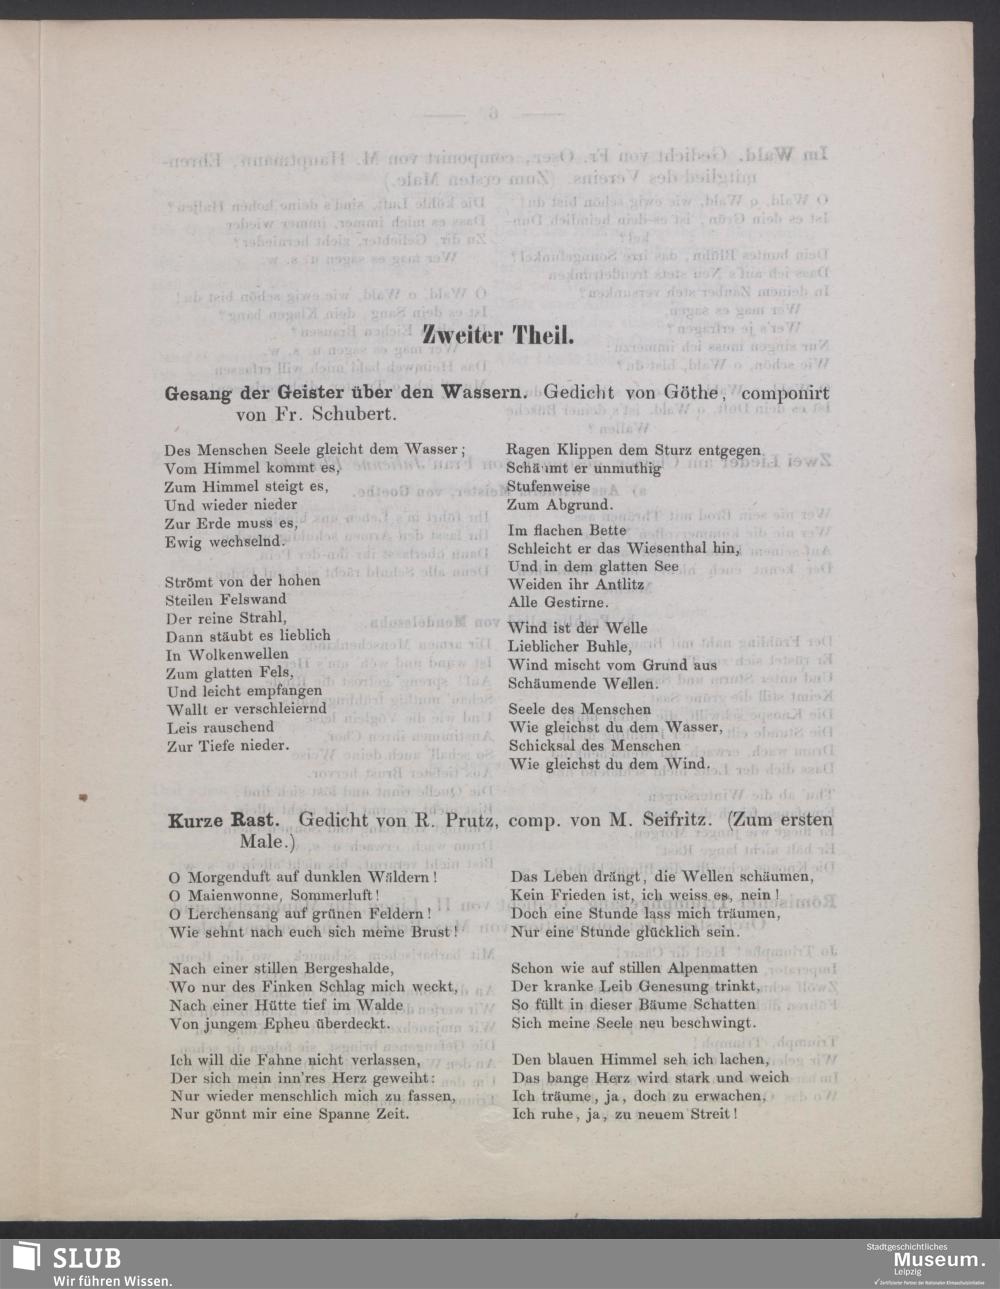 Zweiter Theil.
Gesang der Geister über den Wassern. Gedicht von Göthe, componirt
von Fr. Schubert.
Des Menschen Seele gleicht dem Wasser;
Vom Himmel kommt es,
Zum Himmel steigt es,
Und wieder nieder
Zur Erde muss es,
Ewig wechselnd.
Strömt von der hohen
Steilen Felswand
Der reine Strahl,
Dann stäubt es lieblich
In Wolkenwellen
Zum glatten Fels,
Und leicht empfangen
Wallt er verschleiernd
Leis rauschend
Zur Tiefe nieder.
Ragen Klippen dem Sturz entgegen
Schäumt er unmuthig
Stufenweise
Zum Abgrund.
Im flachen Bette
Schleicht er das Wiesenthal hin,
Und in dem glatten See
Weiden ihr Antlitz
Alle Gestirne.
Wind ist der Welle
Lieblicher Buhle,
Wind mischt vom Grund aus
Schäumende Wellen.
Seele des Menschen
Wie gleichst du dem Wasser,
Schicksal des Menschen
Wie gleichst du dem Wind.
Kurze Rast. Gedicht von R. Prutz, comp. von M. Seifritz. (Zum ersten
Male.)
O Morgenduft auf dunklen Wäldern!
O Maienwonne, Sommerluft!
O Lerchensang auf grünen Feldern!
Wie sehnt nach euch sich meine Brust!
Nach einer stillen Bergeshalde,
Wo nur des Finken Schlag mich weckt,
Nach einer Hütte tief im Walde
Von jungem Epheu überdeckt.
Ich will die Fahne nicht verlassen,
Der sich mein inn'res Herz geweiht:
Nur wieder menschlich mich zu fassen,
Nur gönnt mir eine Spanne Zeit.
Das Leben drängt, die Wellen schäumen,
Kein Frieden ist, ich weiss es, nein!
Doch eine Stunde lass mich träumen,
Nur eine Stunde glücklich sein.
Schon wie auf stillen Alpenmatten
Der kranke Leib Genesung trinkt,
So füllt in dieser Bäume Schatten
Sich meine Seele neu beschwingt.
Den blauen Himmel seh ich lachen,
Das bange Herz wird stark und weich
Ich träume, ja, doch zu erwachen,
Ich ruhe, ja, zu neuem Streit!
SLUB
Wir führen Wissen.
Stadtgeschichtliches
Museum.
Leipzig
Zertifizierter Partner der Nationalen Klimaschutzinitiative